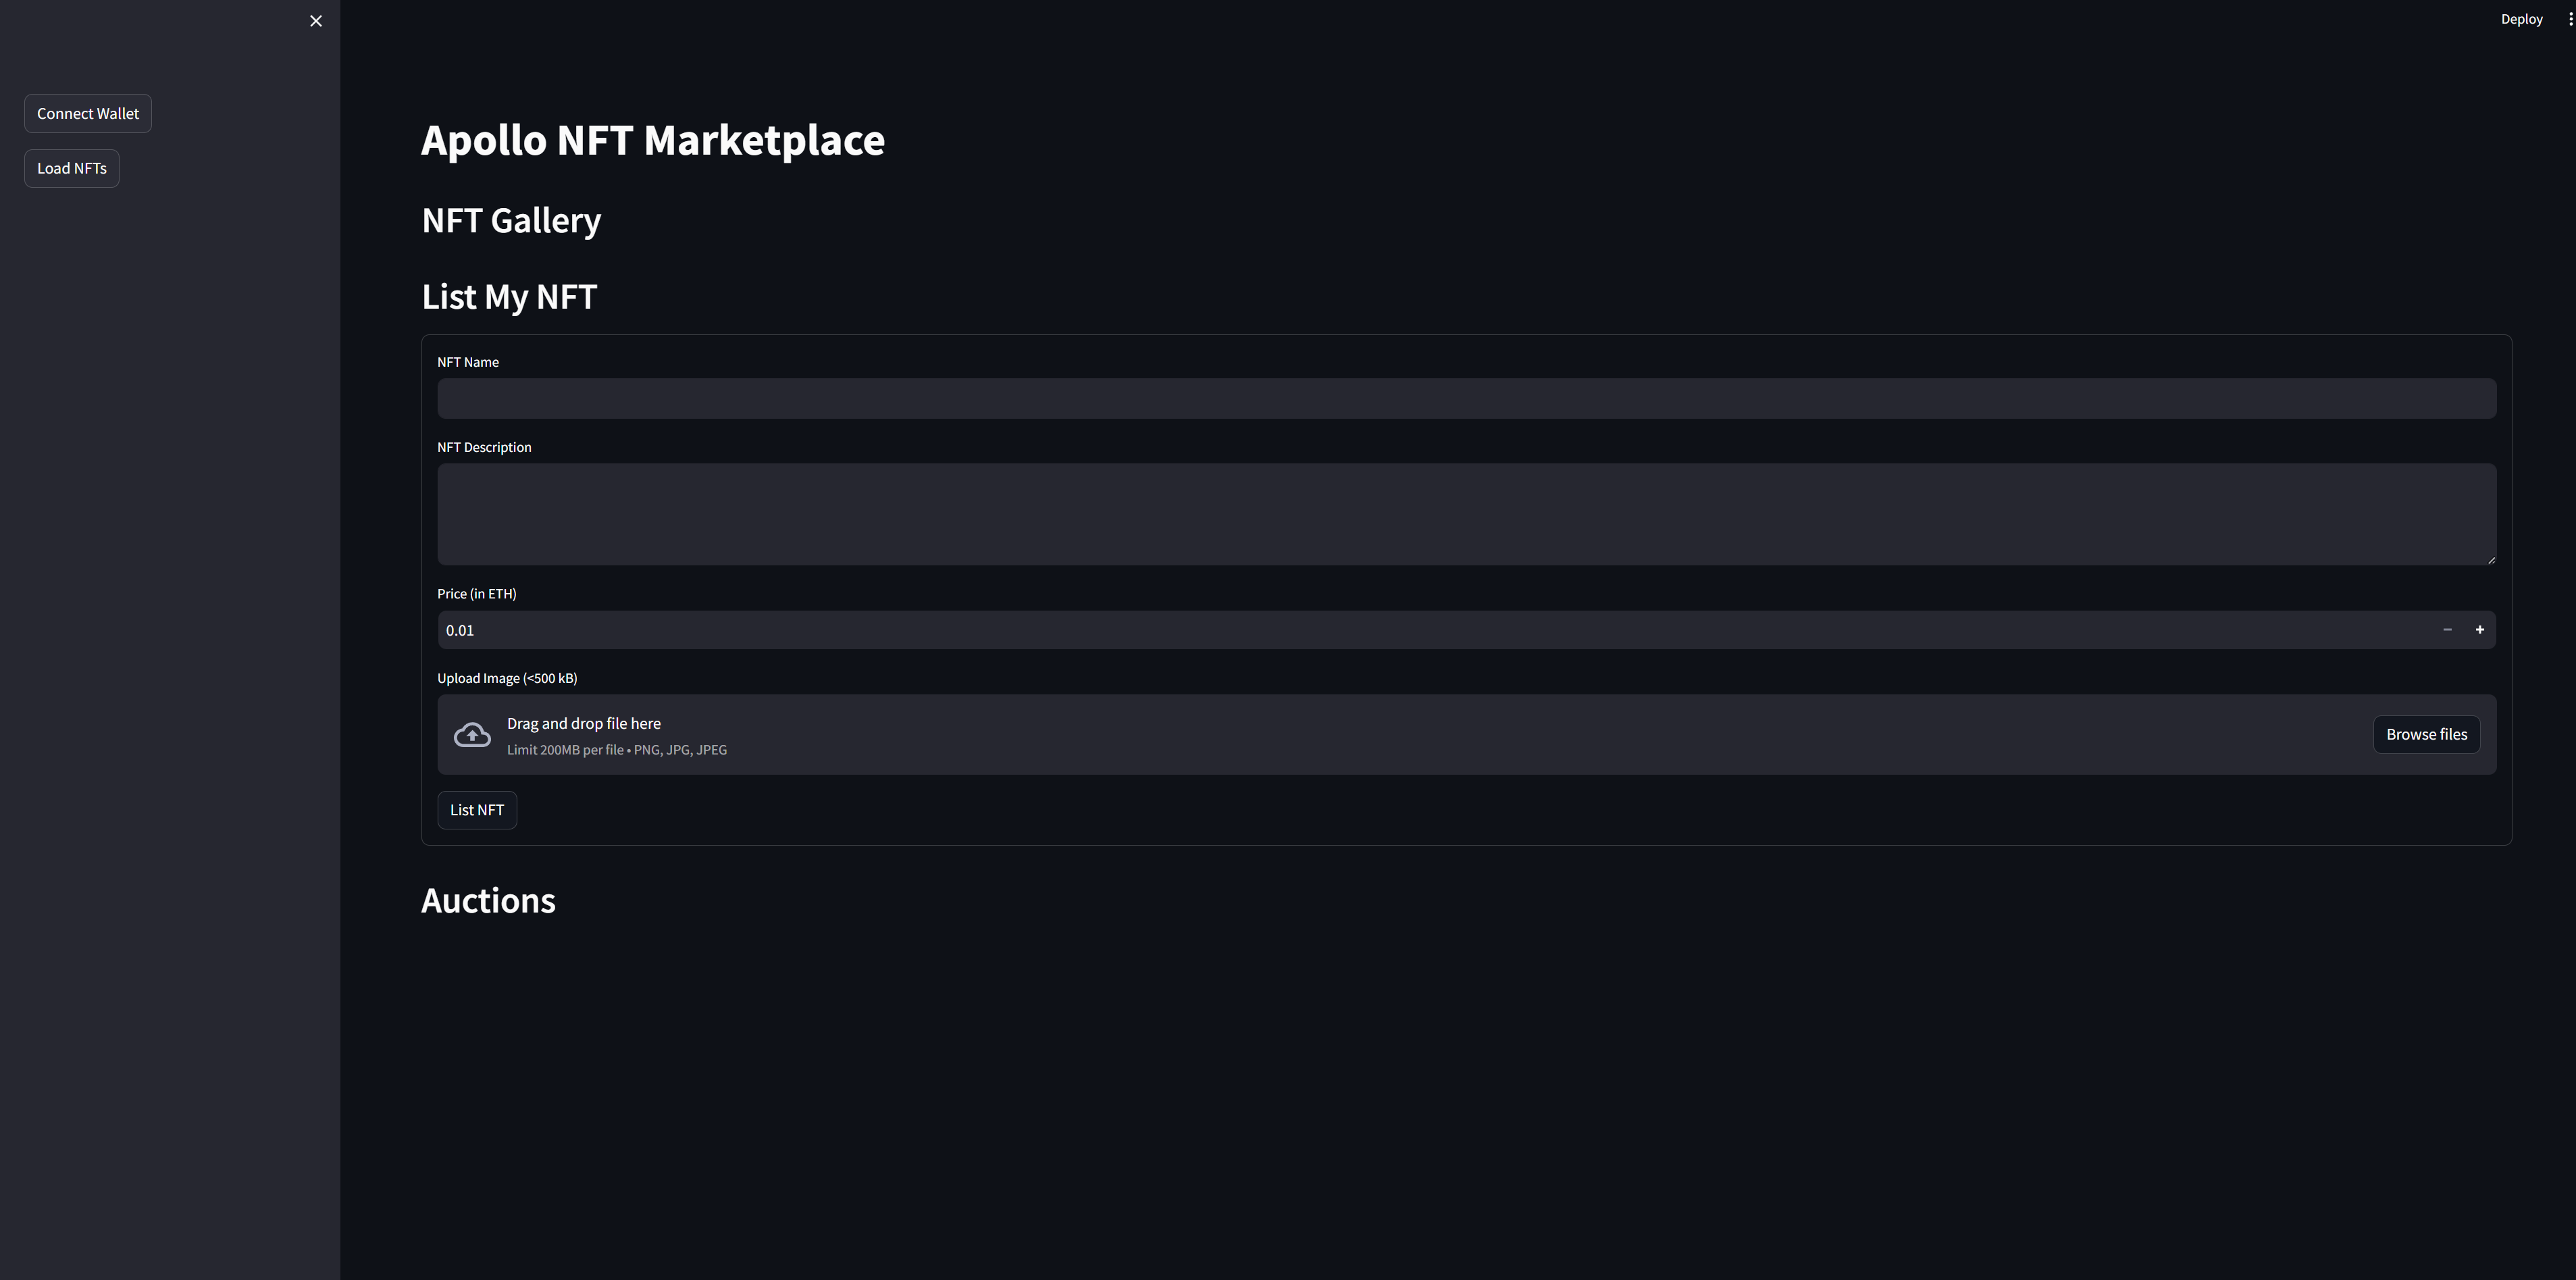 Deploy
Connect Wallet
Load NFTs
Apollo NFT Marketplace
NFT Gallery
List My NFT
NFT Name
NFT Description
Price (in ETH)
0.01
Upload Image (<500 kB)
Drag and drop file here
Limit 200MB per file • PNG, JPG, JPEG
Browse files
List NFT
Auctions